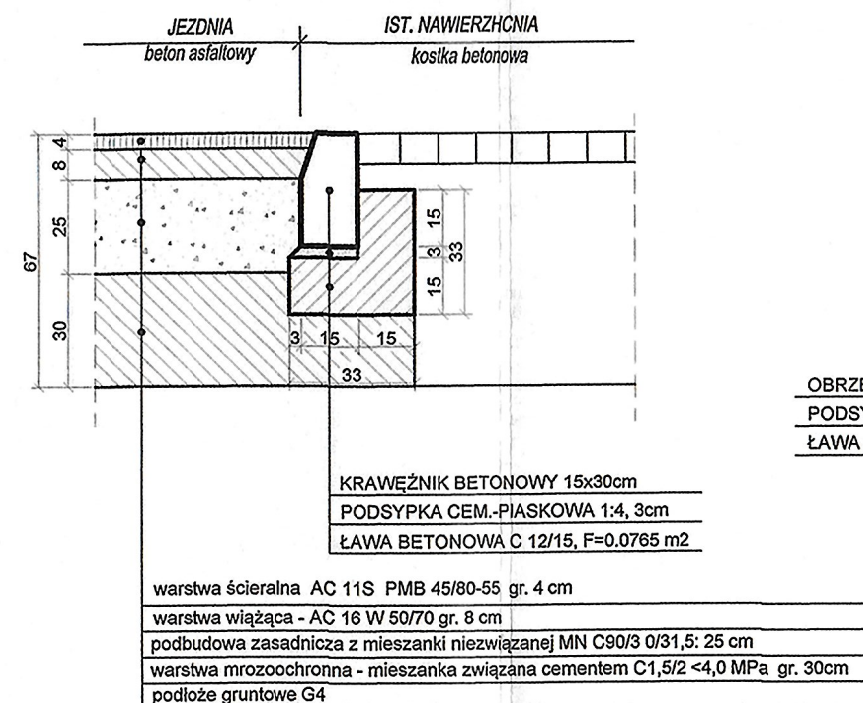 JEZDNIA
IST. NAWIERZHCNIA
beton asfaltowy
kostka betonowa
4
8
25
30
67
15
3
15
33
3
15
15
33
OBRZE
PODSY
ŁAWA
KRAWĘŻNIK BETONOWY 15x30cm
PODSYPKA CEM.-PIASKOWA 1:4, 3cm
ŁAWA BETONOWA C 12/15, F=0.0765 m2
warstwa ścieralna AC 11S PMB 45/80-55 gr. 4 cm
warstwa wiążąca - AC 16 W 50/70 gr. 8 cm
podbudowa zasadnicza z mieszanki niezwiązanej MN C90/3 0/31,5: 25 cm
warstwa mrozoochronna - mieszanka związana cementem C1,5/2 <4,0 MPa gr. 30cm
podłoże gruntowe G4